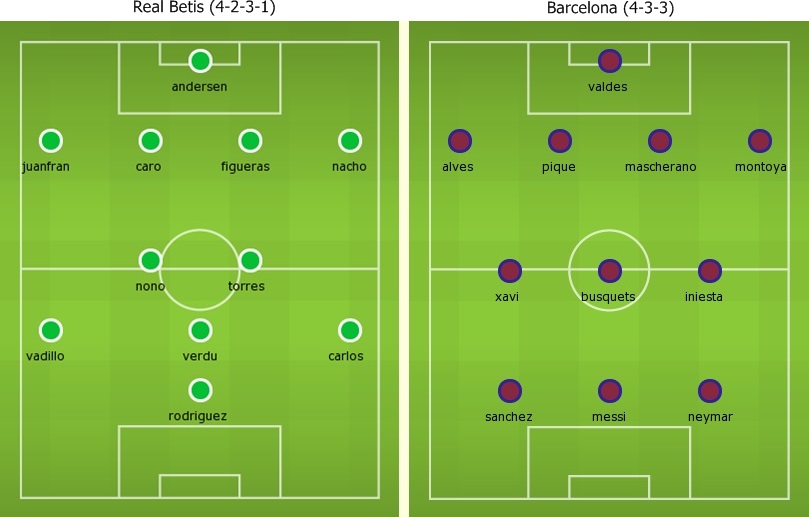 Real Betis (4-2-3-1)
andersen
juanfran
caro
figueras
nacho
nono
torres
vadillo
verdu
carlos
rodriguez
Barcelona (4-3-3)
valdes
alves
pique
mascherano
montoya
xavi
busquets
iniesta
sanchez
messi
neymar